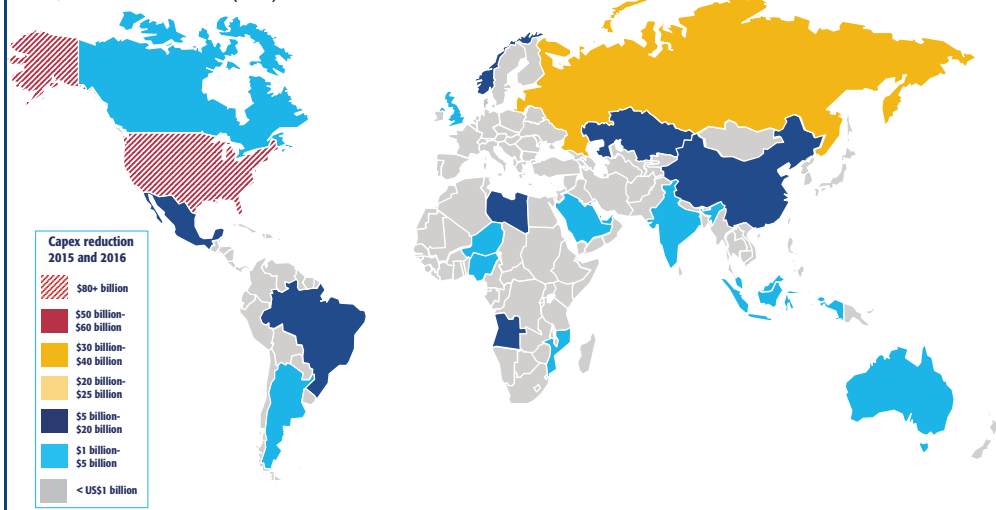 Capex reduction
2015 and 2016
$80+ billion
$50 billion-
$60 billion
$30 billion-
$40 billion
$20 billion-
$25 billion
$5 billion-
$20 billion
$1 billion-
$5 billion
< US$1 billion